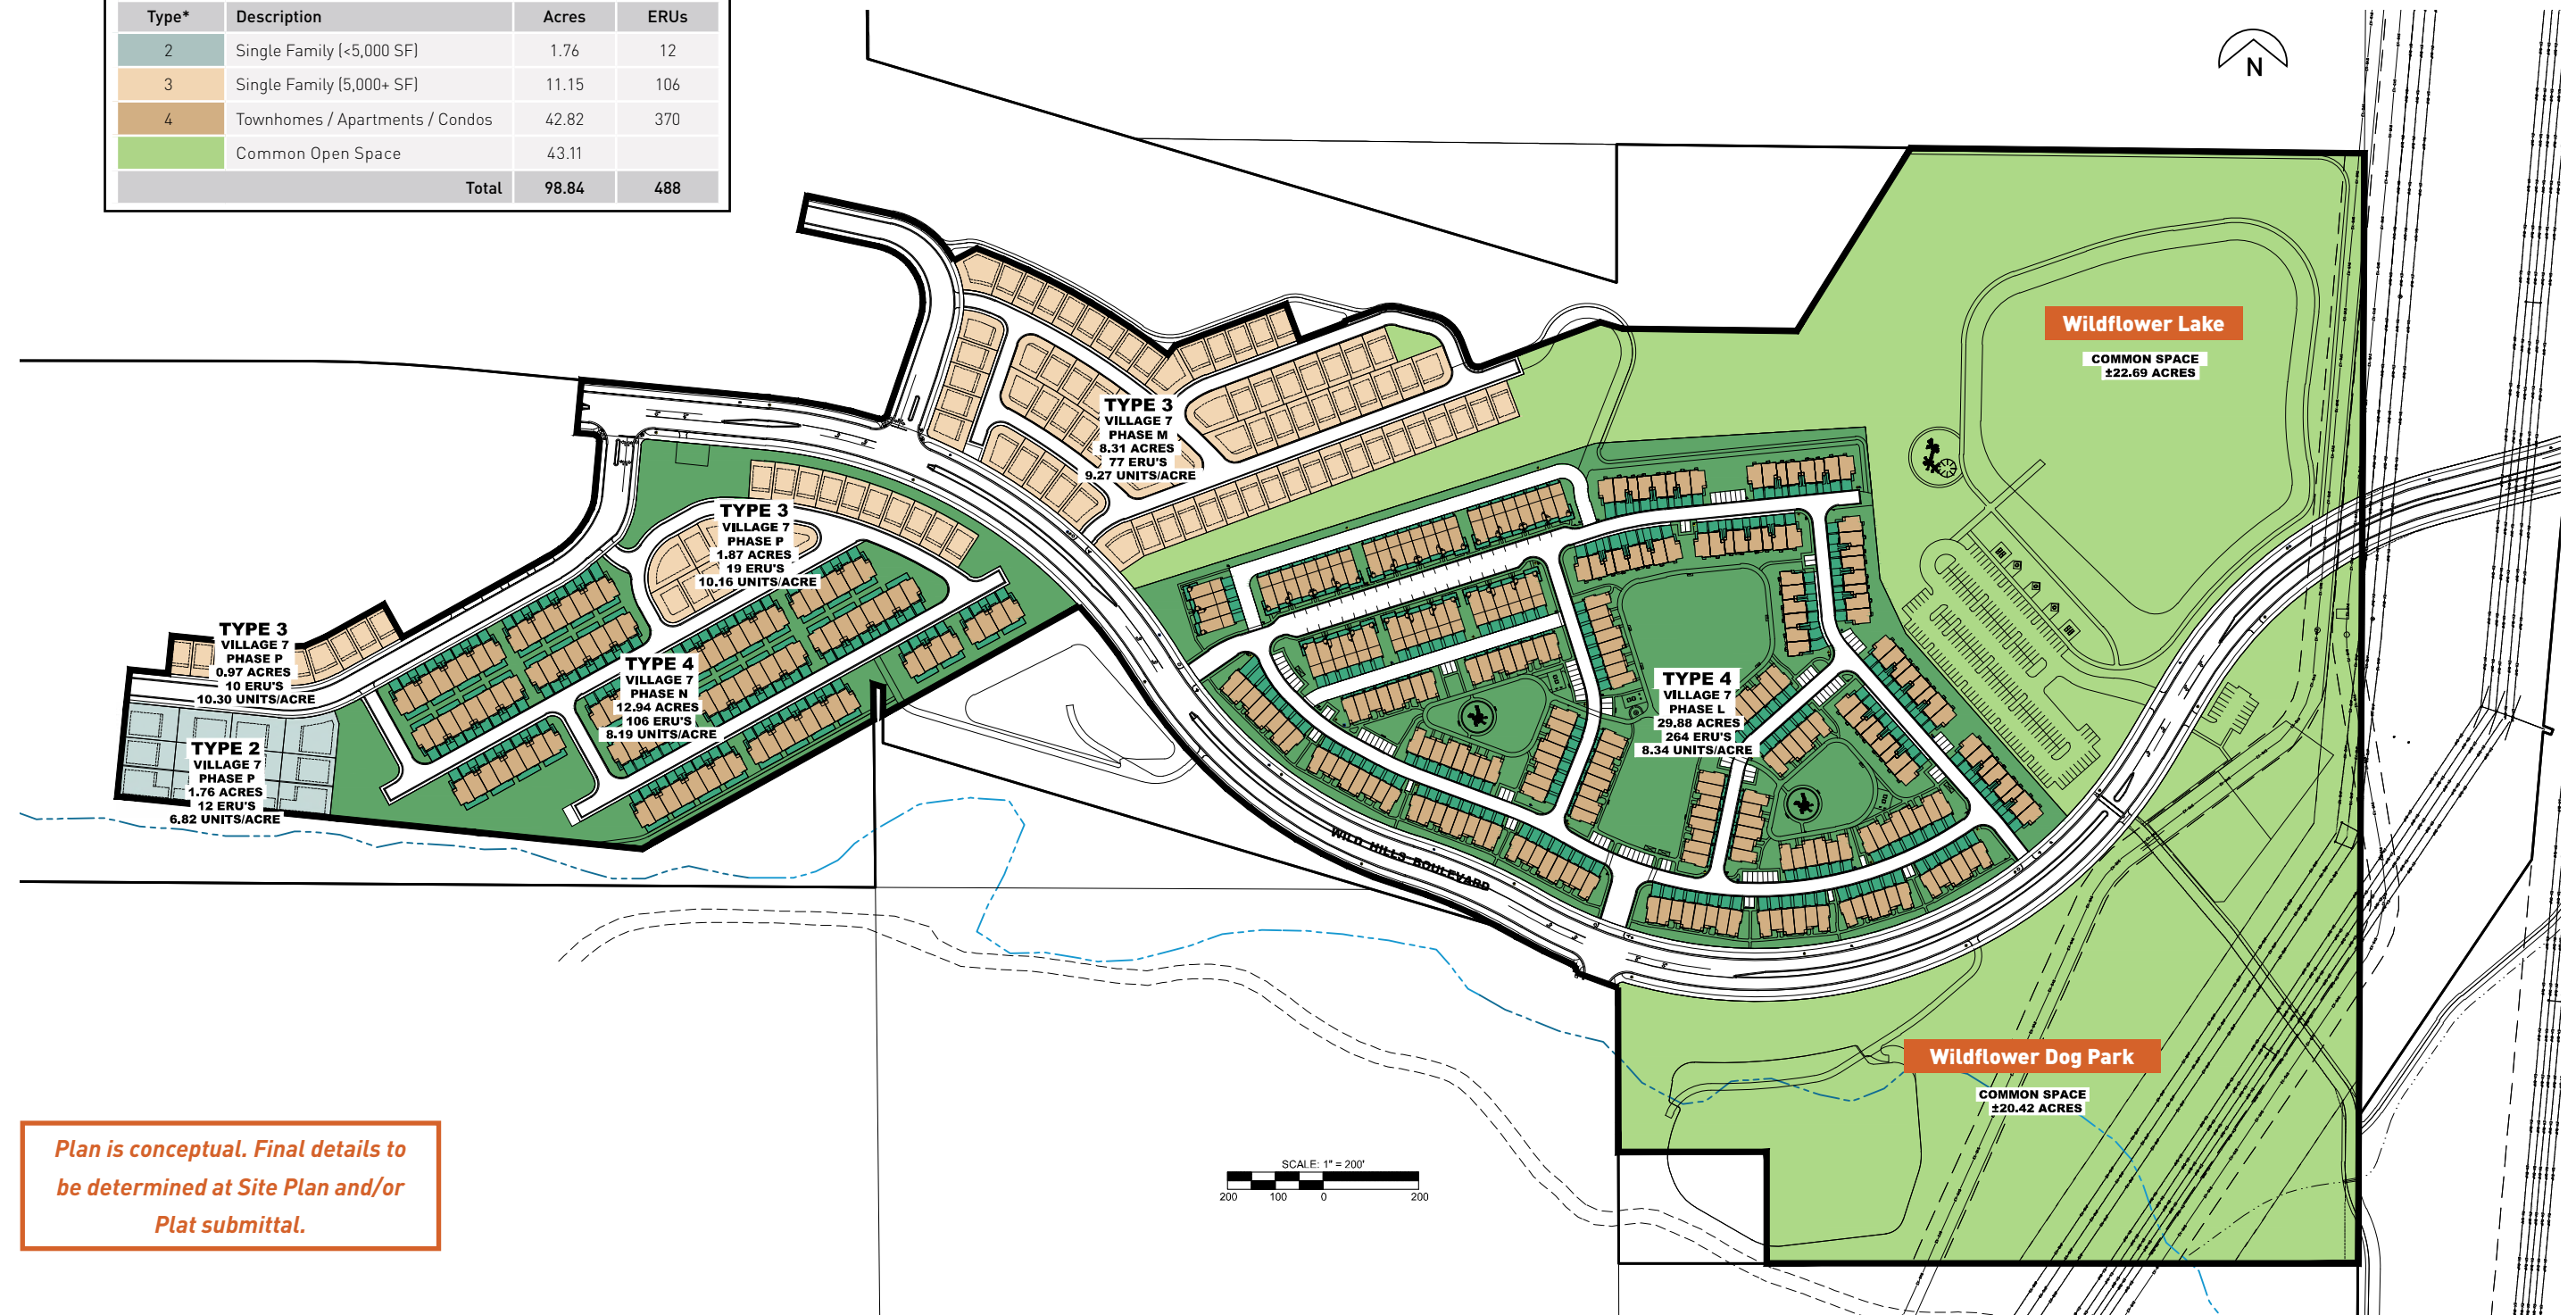 Type* Description Acres ERUs
2 Single Family (<5,000 SF) 1.76 12
3 Single Family (5,000+ SF) 11.15 106
4 Townhomes / Apartments / Condos 42.82 370
Common Open Space 43.11
Total 98.84 488
N
Wildflower Lake
COMMON SPACE
±22.69 ACRES
TYPE 3
VILLAGE 7
PHASE M
8.31 ACRES
77 ERU'S
9.27 UNITS/ACRE
TYPE 3
VILLAGE 7
PHASE P
1.87 ACRES
19 ERU'S
10.16 UNITS/ACRE
TYPE 3
VILLAGE 7
PHASE P
0.97 ACRES
10 ERU'S
10.30 UNITS/ACRE
TYPE 4
VILLAGE 7
PHASE N
12.94 ACRES
106 ERU'S
8.19 UNITS/ACRE
TYPE 4
VILLAGE 7
PHASE L
29.88 ACRES
264 ERU'S
8.34 UNITS/ACRE
TYPE 2
VILLAGE 7
PHASE P
1.76 ACRES
12 ERU'S
6.82 UNITS/ACRE
WILD HILLS BOULEVARD
Wildflower Dog Park
COMMON SPACE
±20.42 ACRES
Plan is conceptual. Final details to
be determined at Site Plan and/or
Plat submittal.
SCALE: 1" = 200'
200 100 0 200